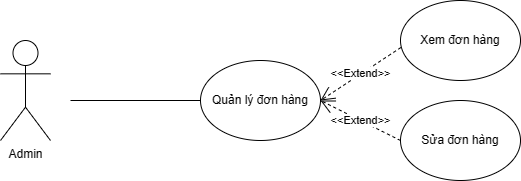 Xem đơn hàng
<<Extend>>
Quản lý đơn hàng
<<Extend>>
Sửa đơn hàng
Admin